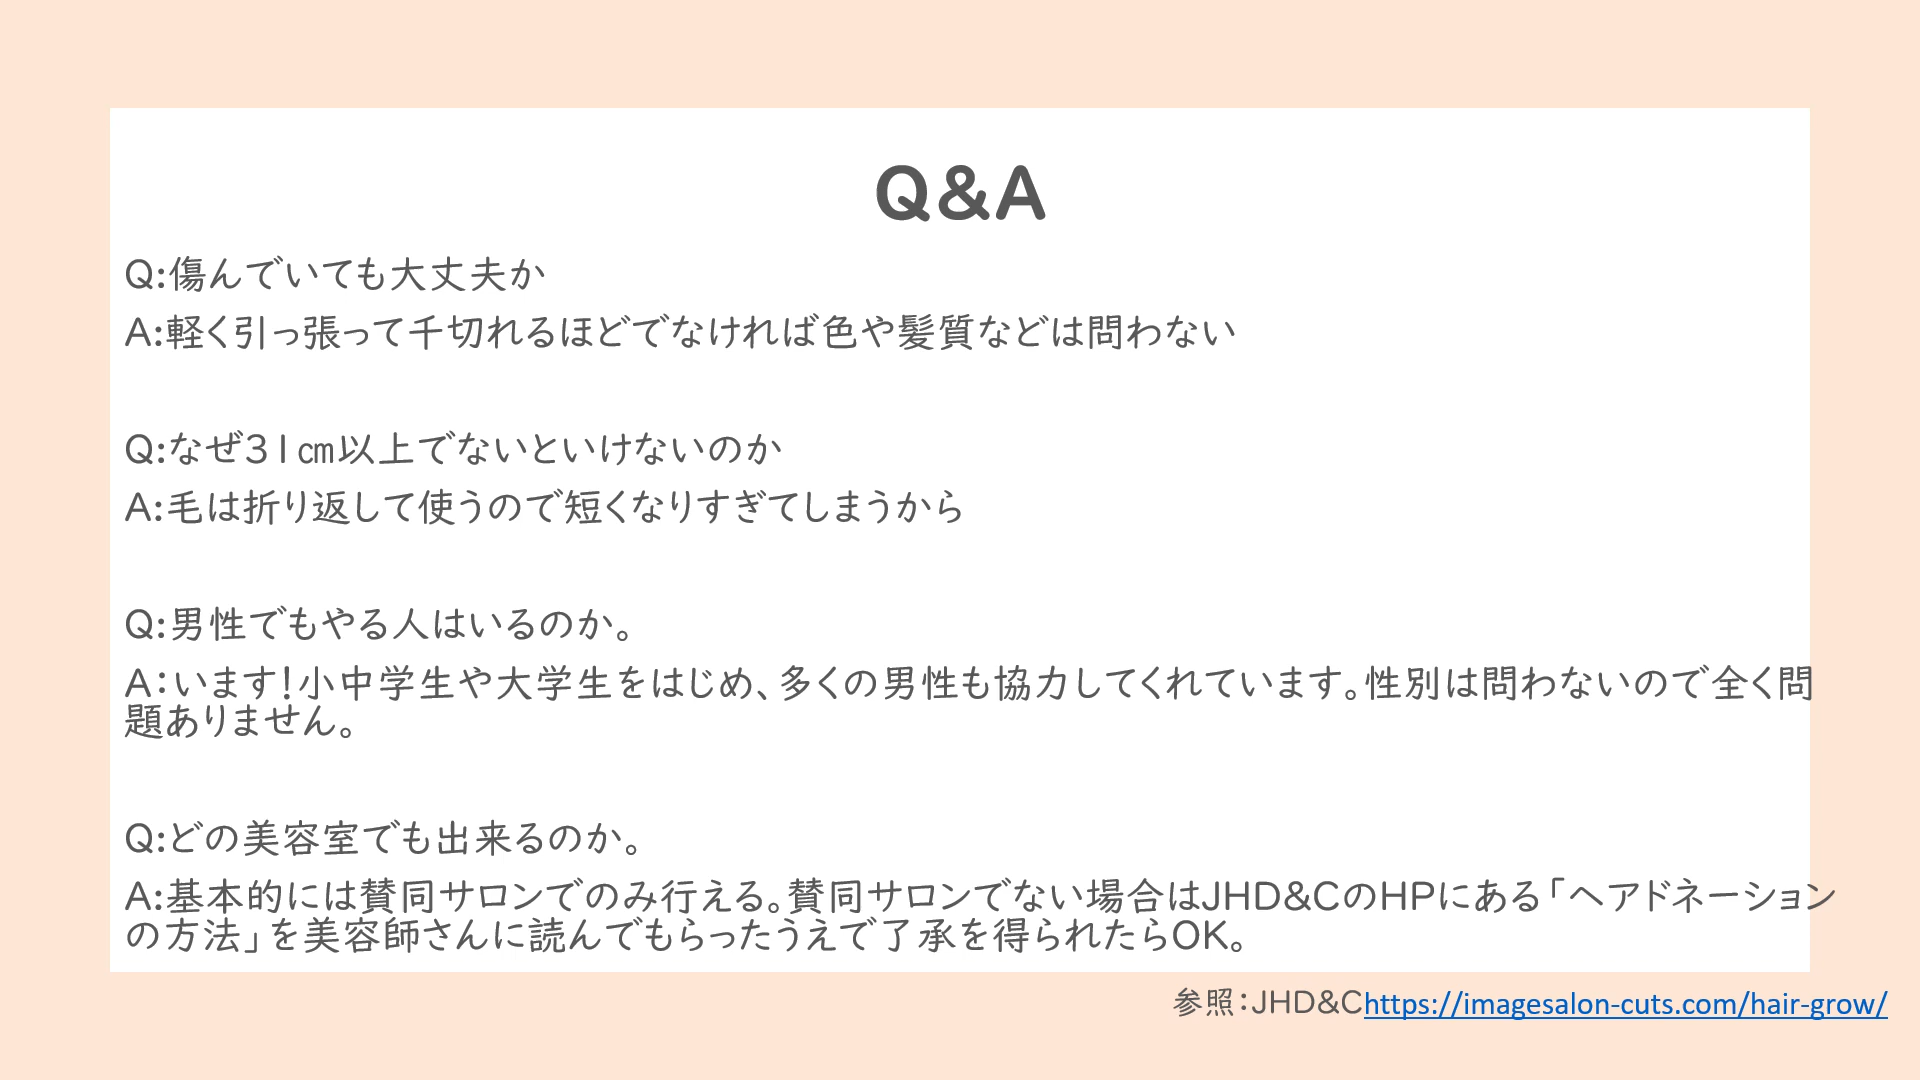 Q&A
Q:傷んでいても大丈夫か
A:軽く引っ張って千切れるほどでなければ色や髪質などは問わない
Q:なぜ31㎝以上でないといけないのか
A:毛は折り返して使うので短くなりすぎてしまうから
Q:男性でもやる人はいるのか。
A：います！小中学生や大学生をはじめ、多くの男性も協力してくれています。性別は問わないので全く問
題ありません。
Q:どの美容室でも出来るのか。
A:基本的には賛同サロンでのみ行える。賛同サロンでない場合はJHD&CのHPにある「ヘアドネーション
の方法」を美容師さんに読んでもらったうえで了承を得られたらOK。
参照：JHD&Chttps://imagesalon-cuts.com/hair-grow/